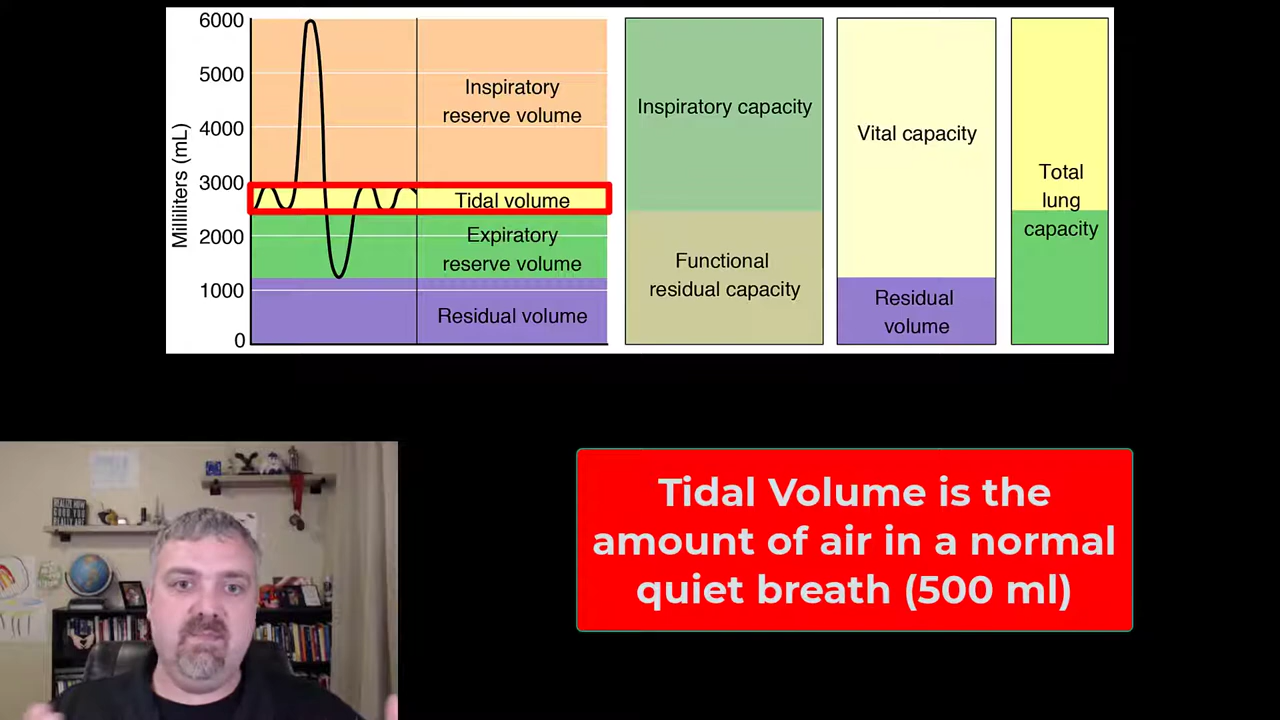 6000
5000
4000
3000
2000
1000
0
Milliliters (mL)
Inspiratory
reserve volume
Tidal volume
Expiratory
reserve volume
Residual volume
Inspiratory capacity
Functional
residual capacity
Vital capacity
Residual
volume
Total
lung
capacity
Tidal Volume is the
amount of air in a normal
quiet breath (500 ml)